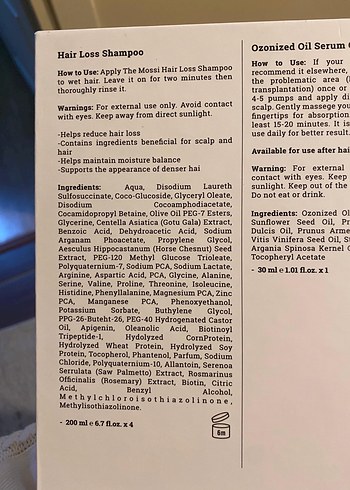 Hair Loss Shampoo
How to Use: Apply The Mossi Hair Loss Shampoo
to wet hair. Leave it on for two minutes then
thoroughly rinse it.
Warnings: For external use only. Avoid contact
with eyes. Keep away from direct sunlight.
-Helps reduce hair loss
-Contains ingredients beneficial for scalp and
hair
-Helps maintain moisture balance
-Supports the appearance of denser hai
Ingredients: Aqua, Disodium Laureth
Sulfosuccinate, Coco-Glucoside, Glyceryl Oleate,
Disodium Cocoamphodiacetate,
Cocamidopropyl Betaine, Olive Oil PEG-7 Esters,
Glycerine, Centella Asiatica (Gotu Gala) Extract,
Benzoic Acid, Dehydroacetic Acid, Sodium
Arganam Phoacetate, Propylene Glycol,
Aesculus Hippocastanum (Horse Chesnut) Seed
Extract, PEG-120 Methyl Glucose Trioleate,
Polyquaternium-7, Sodium PCA, Sodium Lactate,
Arginine, Aspartic Acid, PCA, Glycine, Alanine,
Serine, Valine, Proline, Threonine, Isoleucine,
Histidine, Phenyllalanine, Magnesium PCA, Zinc
PCA, Manganese PCA, Phenoxyethanol,
Potassium Sorbate, Buthylene Glycol,
PPG-26-Buteht-26, PEG-40 Hydrogenated Castor
Oil, Apigenin, Oleanolic Acid, Biotinoyl
Tripeptide-1, Hydolyzed CornProtein,
Hydrolyzed Wheat Protein, Hydrolyzed Soy
Protein, Tocopherol, Phantenol, Parfum, Sodium
Chloride, Polyquaternium-10, Allantoin, Serenoa
Serrulata (Saw Palmetto) Extract, Rosmarinus
Officinalis (Rosemary) Extract, Biotin, Citric
Acid, Benzyl Alcohol,
Methylchloroisothiazolinone,
Methylisothiazolinone.
- 200 ml e 6.7 fl.oz. x 4
6m
Ozonized Oil Serum
How to Use: If your
recommend it elsewhere,
the problematic area (
transplantation) once or
4-5 pumps and apply di
scalp. Gently massege you
fingertips for absorption
least 15-20 minutes. It is
use daily for better result.
Available for use after hai
Warning: For external
contact with eyes. Keep
sunlight. Keep out of the
Do not eat or drink.
Ingredients: Ozonized Ol
Sunflower Seed Oil, Pr
Dulcis Oil, Prunus Arme
Vitis Vinifera Seed Oil, S
Argania Spinosa Kernel
Tocopheryl Acetate
- 30 ml e 1.01 fl.oz. x 1